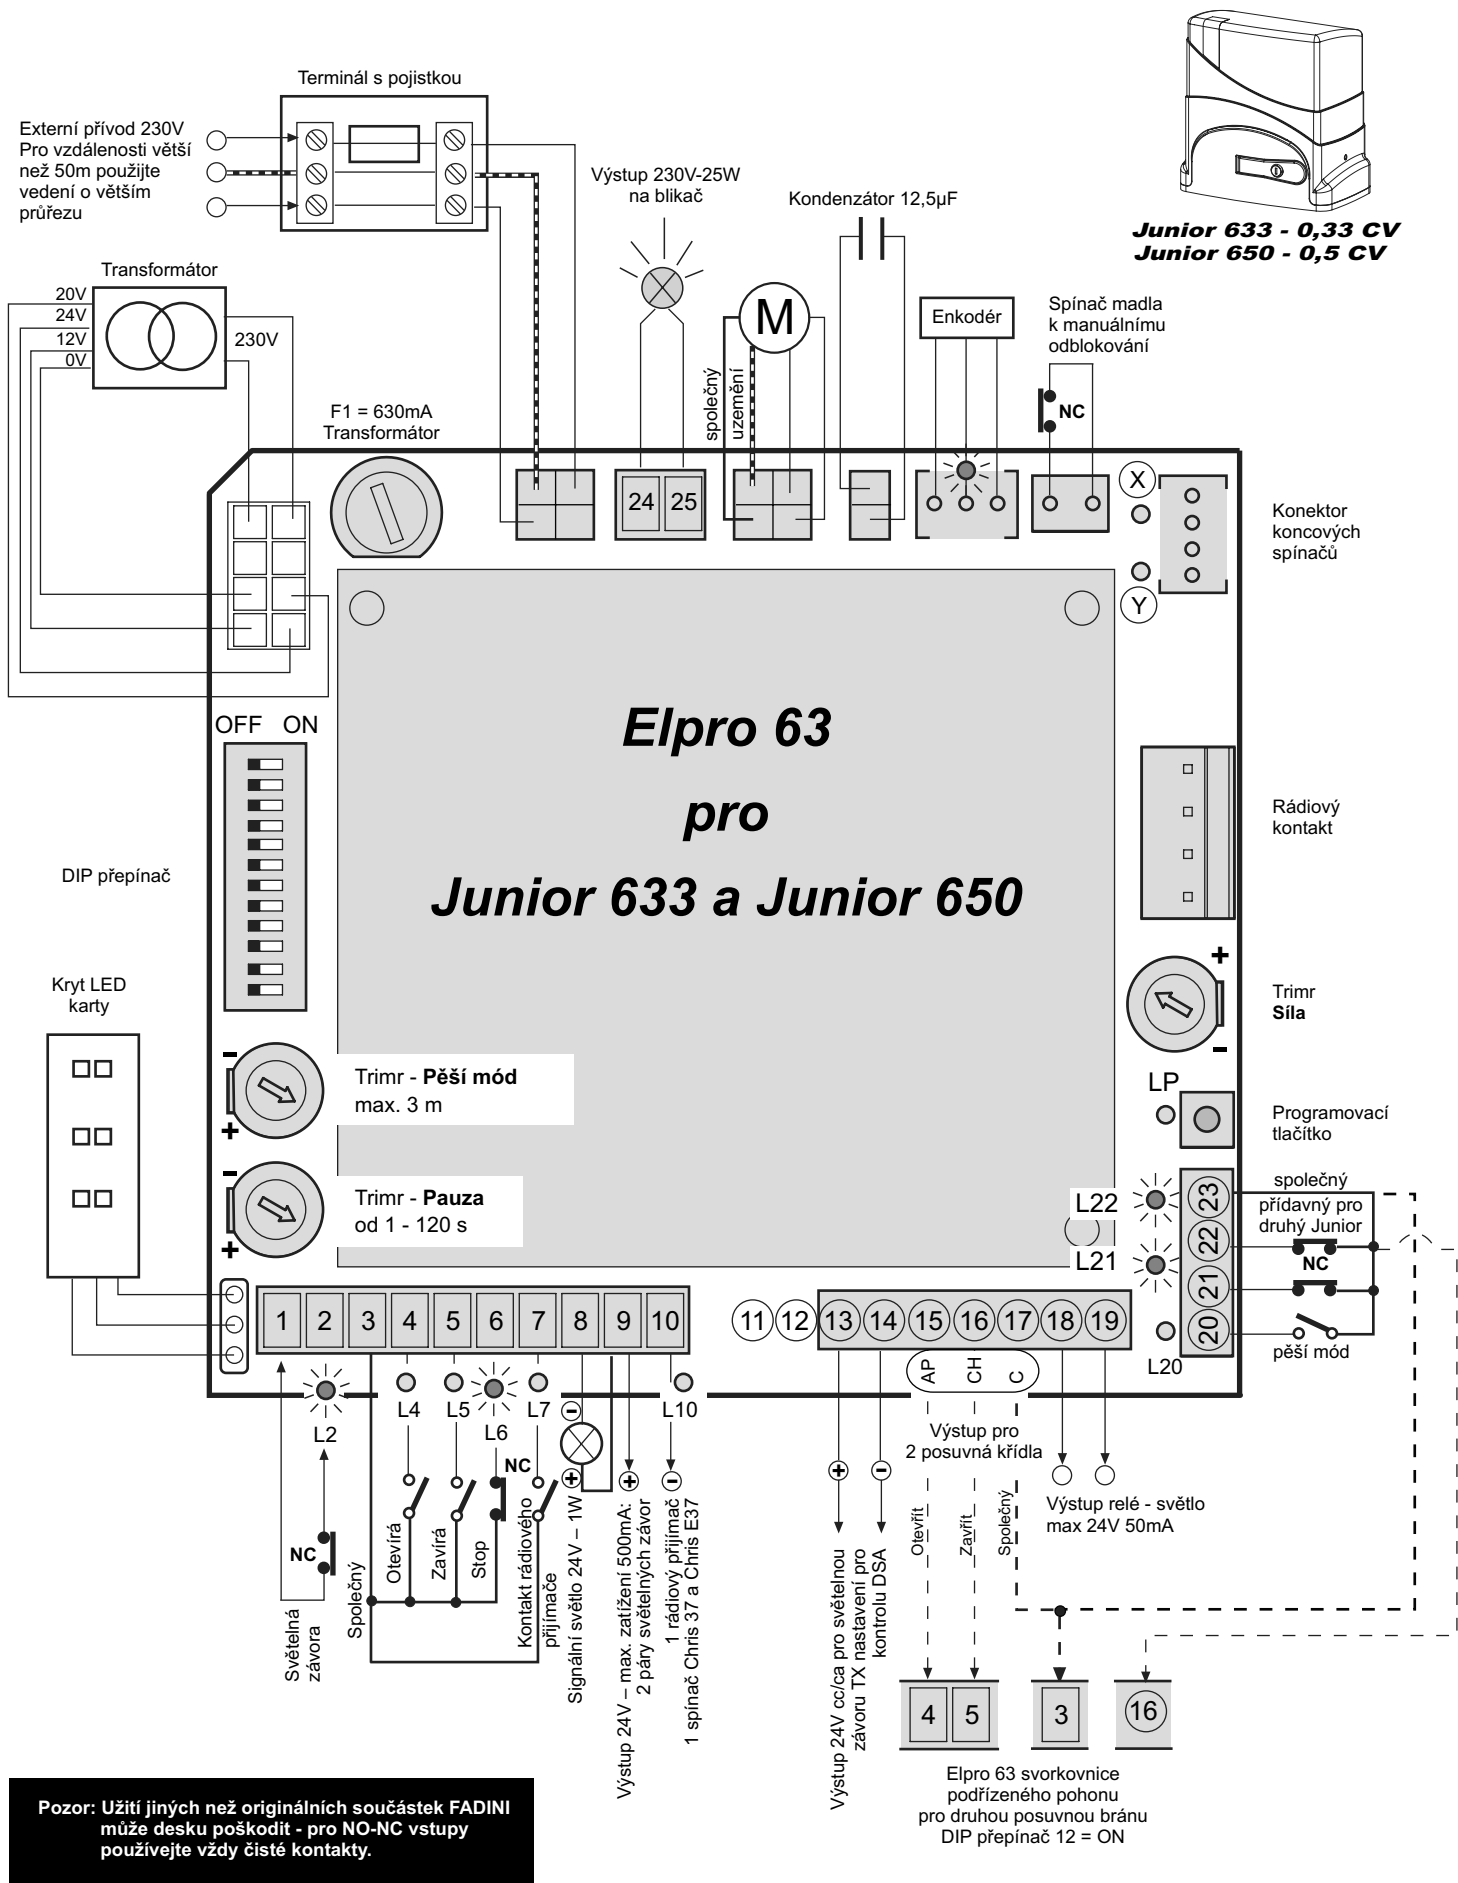 Terminál s pojistkou
Externí přívod 230V
Pro vzdálenosti větší
než 50m použijte
vedení o větším
průřezu
Výstup 230V-25W
na blikač
Kondenzátor 12,5µF
Junior 633 - 0,33 CV
Junior 650 - 0,5 CV
Transformátor
20V
24V
12V
0V
230V
M
Enkodér
Spínač madla
k manuálnímu
odblokování
NC
společný
uzemění
F1 = 630mA
Transformátor
24 25
X
Y
Konektor
koncových
spínačů
OFF ON
Elpro 63
pro
Junior 633 a Junior 650
DIP přepínač
Rádiový
kontakt
Kryt LED
karty
+
Trimr
Síla
-
-
Trimr - Pěší mód
max. 3 m
+
LP
Programovací
tlačítko
-
Trimr - Pauza
od 1 - 120 s
+
L22
L21
L20
23
22
21
20
společný
přídavný pro
druhý Junior
NC
pěší mód
1 2 3 4 5 6 7 8 9 10
11 12 13 14 15 16 17 18 19
AP
CH
C
L2
L4
L5
L6
L7
L10
NC
NC
-
+
+
-
+
-
Světelná
závora
Společný
Otevírá
Zavírá
Stop
Kontakt rádiového
přijímače
Signální světlo 24V – 1W
Výstup 24V – max. zatížení 500mA:
2 páry světelných závor
1 rádiový přijímač
1 spínač Chris 37 a Chris E37
Výstup pro
2 posuvná křídla
Otevřít
Zavřít
Společný
Výstup relé - světlo
max 24V 50mA
Výstup 24V cc/ca pro světelnou
závoru TX nastavení pro
kontrolu DSA
4 5 3 16
Elpro 63 svorkovnice
podřízeného pohonu
pro druhou posuvnou bránu
DIP přepínač 12 = ON
Pozor: Užití jiných než originálních součástek FADINI
může desku poškodit - pro NO-NC vstupy
používejte vždy čisté kontakty.